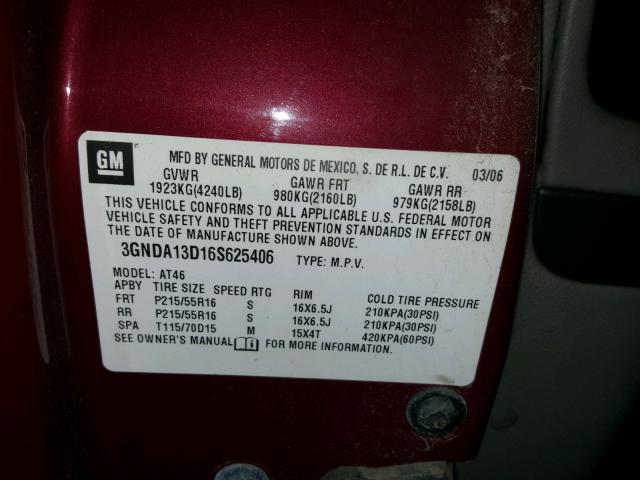 GM
MFD BY GENERAL MOTORS DE MEXICO, S. DE R.L. DE C.V. 03/06
GVWR GAWR FRT GAWR RR
1923KG(4240LB) 980KG(2160LB) 979KG(2158LB)
THIS VEHICLE CONFORMS TO ALL APPLICABLE U.S. FEDERAL MOTOR
VEHICLE SAFETY AND THEFT PREVENTION STANDARDS IN EFFECT ON
THE DATE OF MANUFACTURE SHOWN ABOVE.
3GNDA13D16S625406 TYPE: M.P.V.
MODEL: AT46
APBY TIRE SIZE SPEED RTG RIM COLD TIRE PRESSURE
FRT P215/55R16 S 16X6.5J 210KPA(30PSI)
RR P215/55R16 S 16X6.5J 210KPA(30PSI)
SPA T115/70D15 M 15X4T 420KPA(60PSI)
SEE OWNER'S MANUAL FOR MORE INFORMATION.